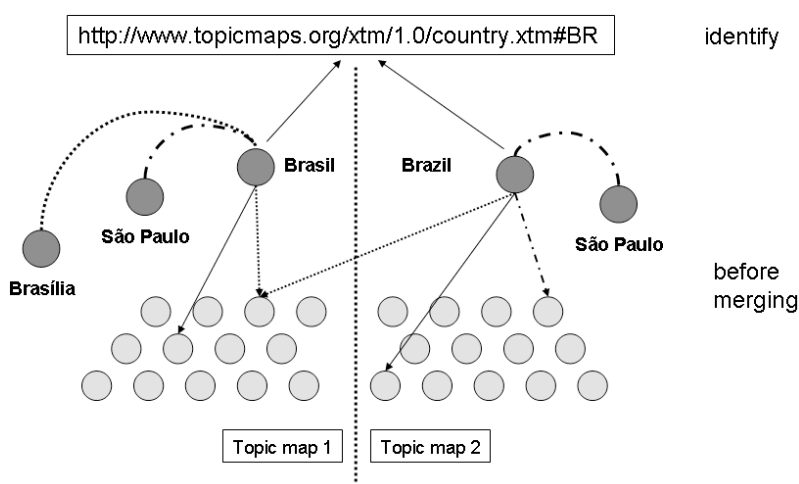 http://www.topicmaps.org/xtm/1.0/country.xtm#BR
identify
Brasil
Brazil
São Paulo
São Paulo
Brasília
before
merging
Topic map 1
Topic map 2